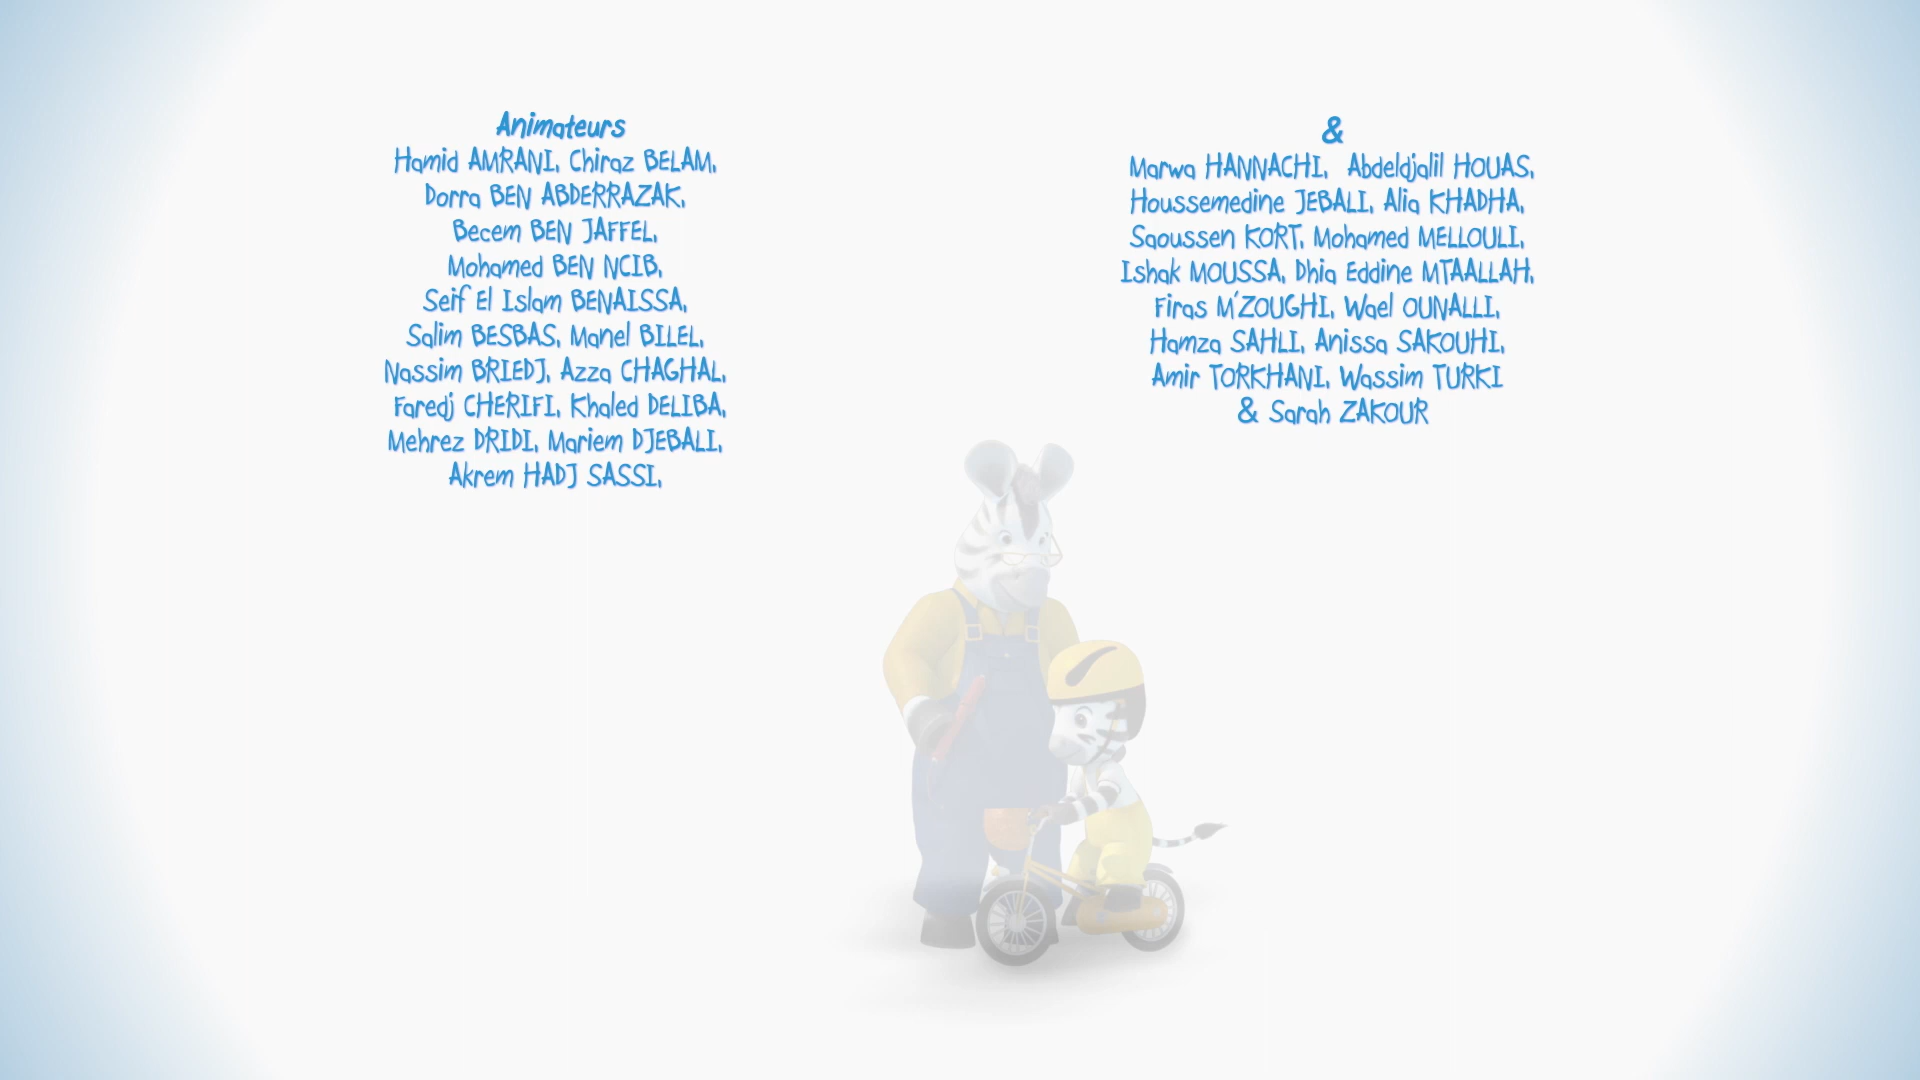 Animateurs
Hamid AMRANI, Chiraz BELAM,
Dorra BEN ABDERRAZAK,
Becem BEN JAFFEL,
Mohamed BEN NCIB,
Seif El Islam BENAISSA,
Salim BESBAS, Manel BILEL,
Nassim BRIEDJ, Azza CHAGHAL,
Faredj CHERIFI, Khaled DELIBA,
Mehrez DRIDI, Mariem DJEBALI,
Akrem HADJ SASSI,
&
Marwa HANNACHI, Abdeldjalil HOUAS,
Houssemedine JEBALI, Alia KHADHA,
Saoussen KORT, Mohamed MELLOULI,
Ishak MOUSSA, Dhia Eddine MTAALLAH,
Firas M'ZOUGHI, Wael OUNALLI,
Hamza SAHLI, Anissa SAKOUHI,
Amir TORKHANI, Wassim TURKI
& Sarah ZAKOUR